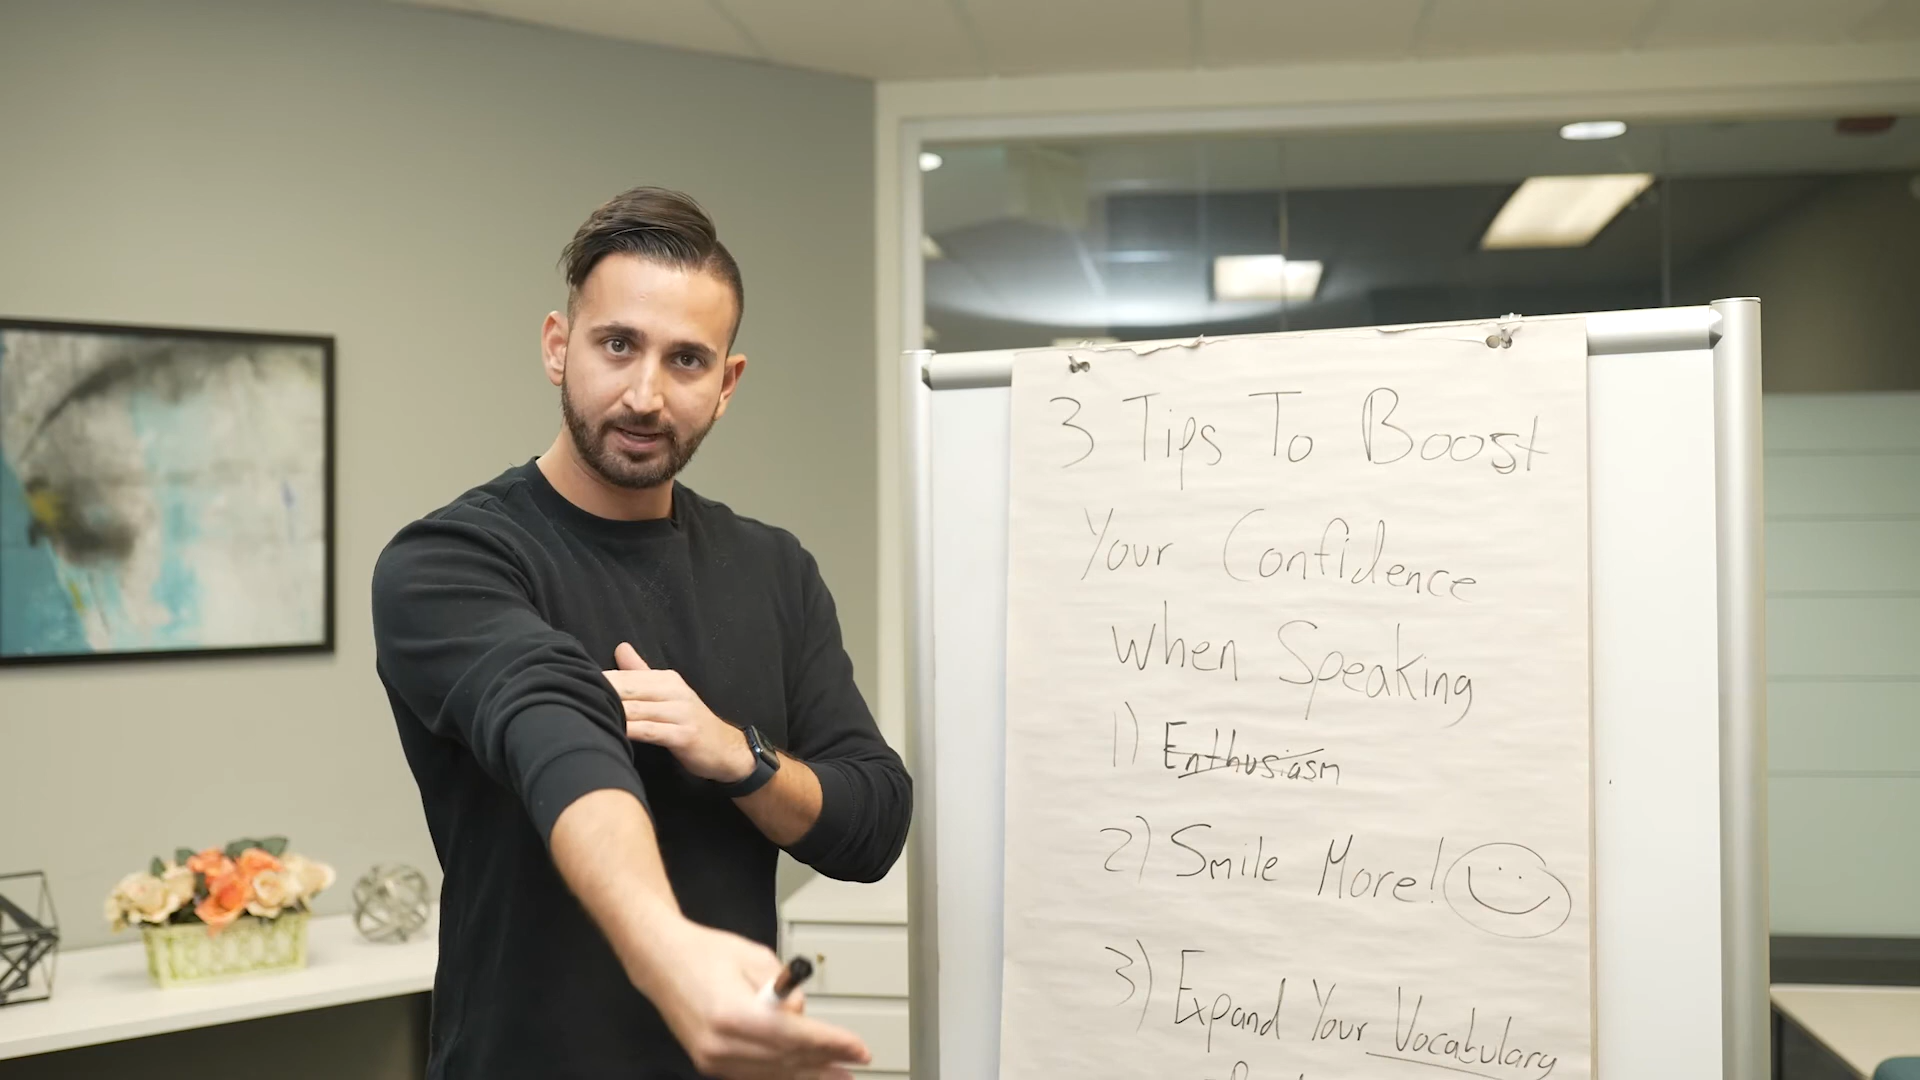 3 Tips To Boost
Your Confidence
when Speaking
1) Enthusiasm
2) Smile More!
3) Expand Your Vocabulary